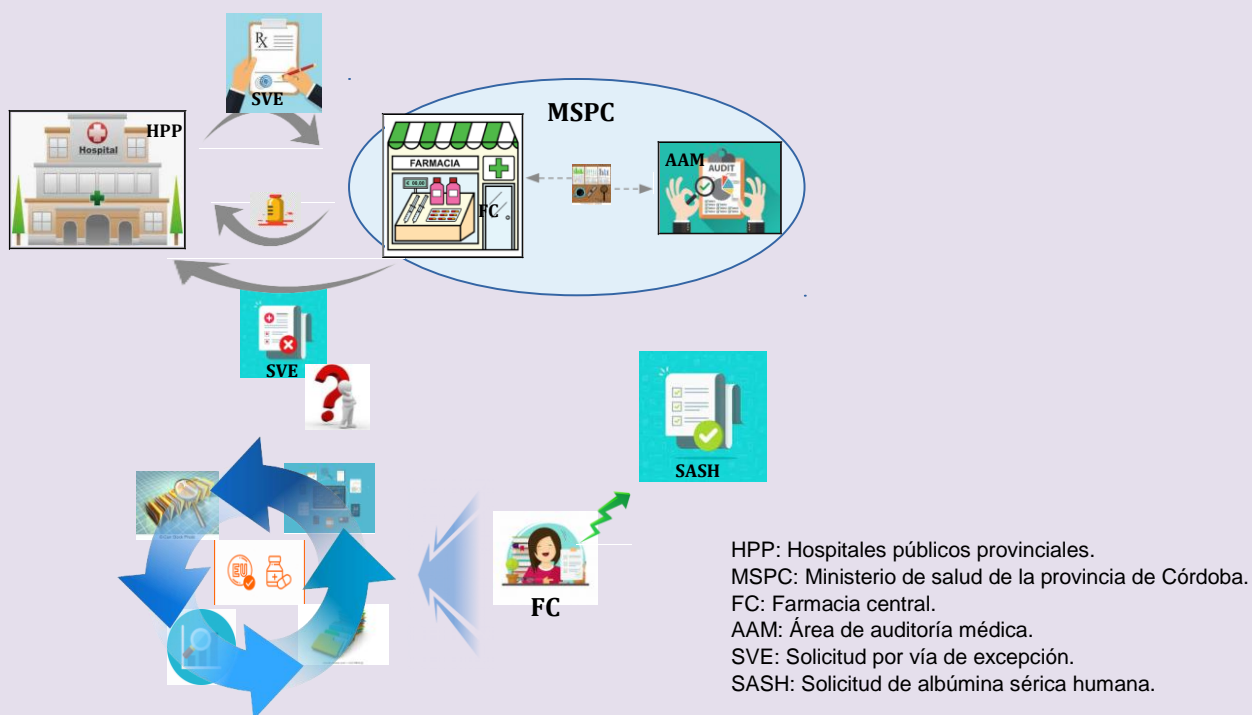 SVE
HPP
Hospital
MSPC
FARMACIA
FC
AAM
AUDIT
SVE
SASH
EU
FC
HPP: Hospitales públicos provinciales.
MSPC: Ministerio de salud de la provincia de Córdoba.
FC: Farmacia central.
AAM: Área de auditoría médica.
SVE: Solicitud por vía de excepción.
SASH: Solicitud de albúmina sérica humana.